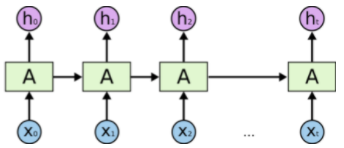 h₀ h₁ h₂ hₜ
A A A A
x₀ x₁ x₂ ... xₜ